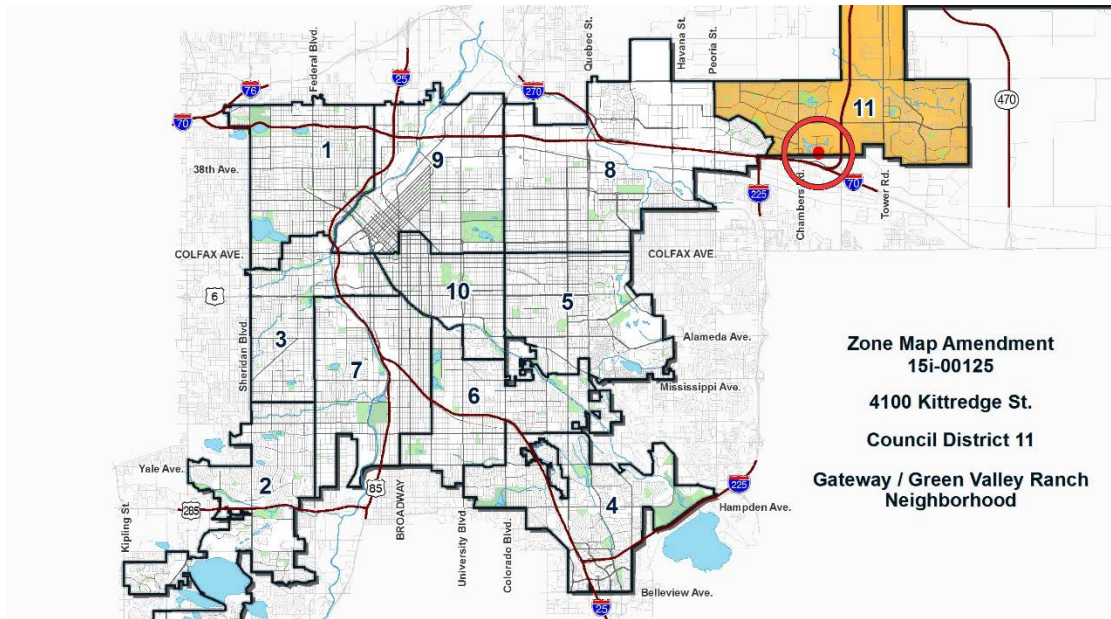 Federal Blvd.
Quebec St.
Havana St.
Peoria St.
76
25
270
470
70
11
1
9
8
38th Ave.
225
Chambers Rd.
70
Tower Rd.
COLFAX AVE.
COLFAX AVE.
6
10
5
3
Sheridan Blvd.
7
Alameda Ave.
Zone Map Amendment
15i-00125
Mississippi Ave.
6
4100 Kittredge St.
Council District 11
Yale Ave.
2
85
BROADWAY
Gateway / Green Valley Ranch
Neighborhood
225
4
Hampden Ave.
285
Kipling St.
University Blvd.
Colorado Blvd.
Belleview Ave.
25